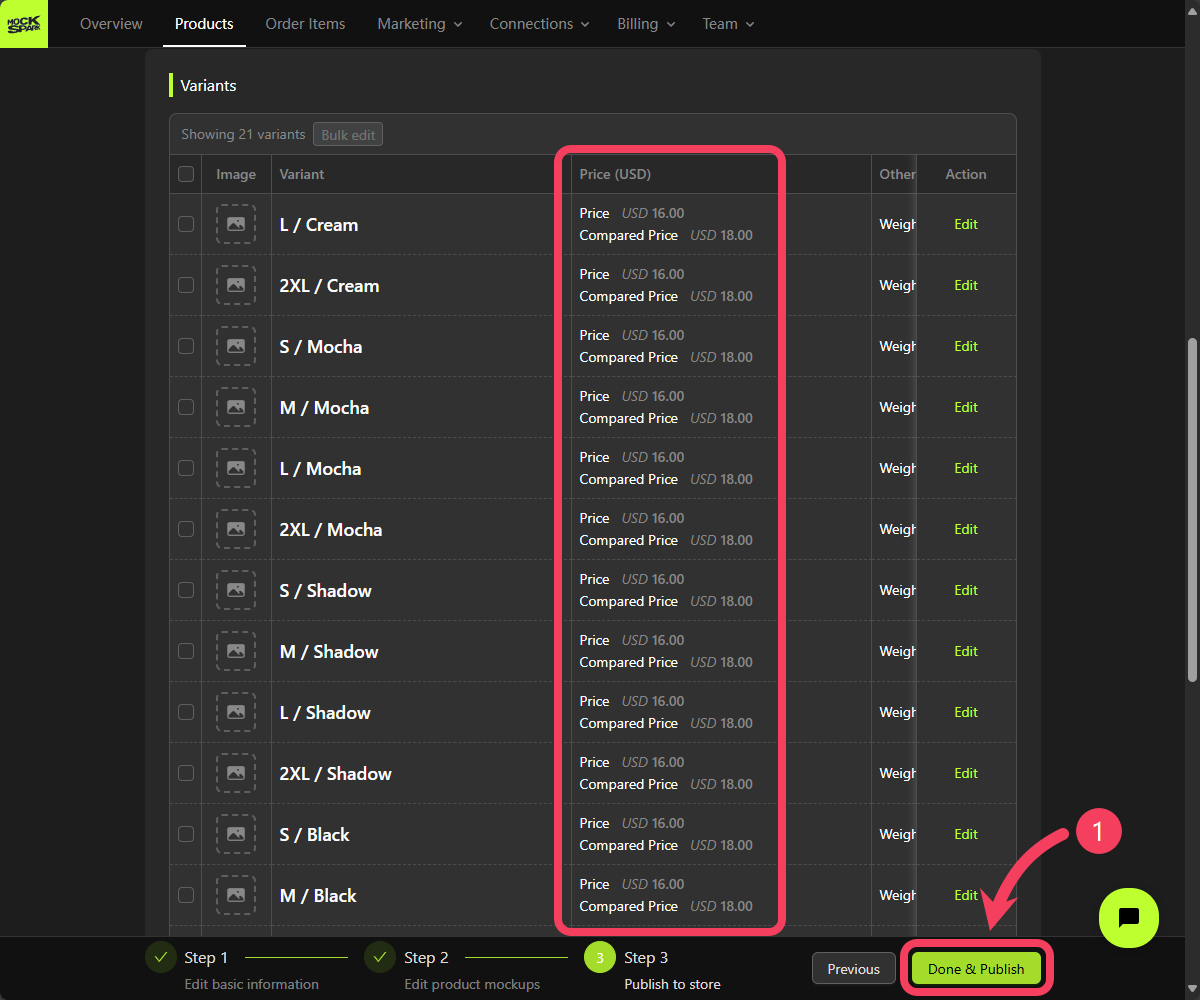 MOCK
SPARK
Overview Products Order Items Marketing Connections Billing Team
Variants
Showing 21 variants Bulk edit
Image Variant Price (USD) Other Action
L / Cream Price USD 16.00 Compared Price USD 18.00 Weigh Edit
2XL / Cream Price USD 16.00 Compared Price USD 18.00 Weigh Edit
S / Mocha Price USD 16.00 Compared Price USD 18.00 Weigh Edit
M / Mocha Price USD 16.00 Compared Price USD 18.00 Weigh Edit
L / Mocha Price USD 16.00 Compared Price USD 18.00 Weigh Edit
2XL / Mocha Price USD 16.00 Compared Price USD 18.00 Weigh Edit
S / Shadow Price USD 16.00 Compared Price USD 18.00 Weigh Edit
M / Shadow Price USD 16.00 Compared Price USD 18.00 Weigh Edit
L / Shadow Price USD 16.00 Compared Price USD 18.00 Weigh Edit
2XL / Shadow Price USD 16.00 Compared Price USD 18.00 Weigh Edit
S / Black Price USD 16.00 Compared Price USD 18.00 Weigh Edit
M / Black Price USD 16.00 Compared Price USD 18.00 Weigh Edit
1
Step 1 Step 2 3 Step 3
Edit basic information Edit product mockups Publish to store
Previous Done & Publish